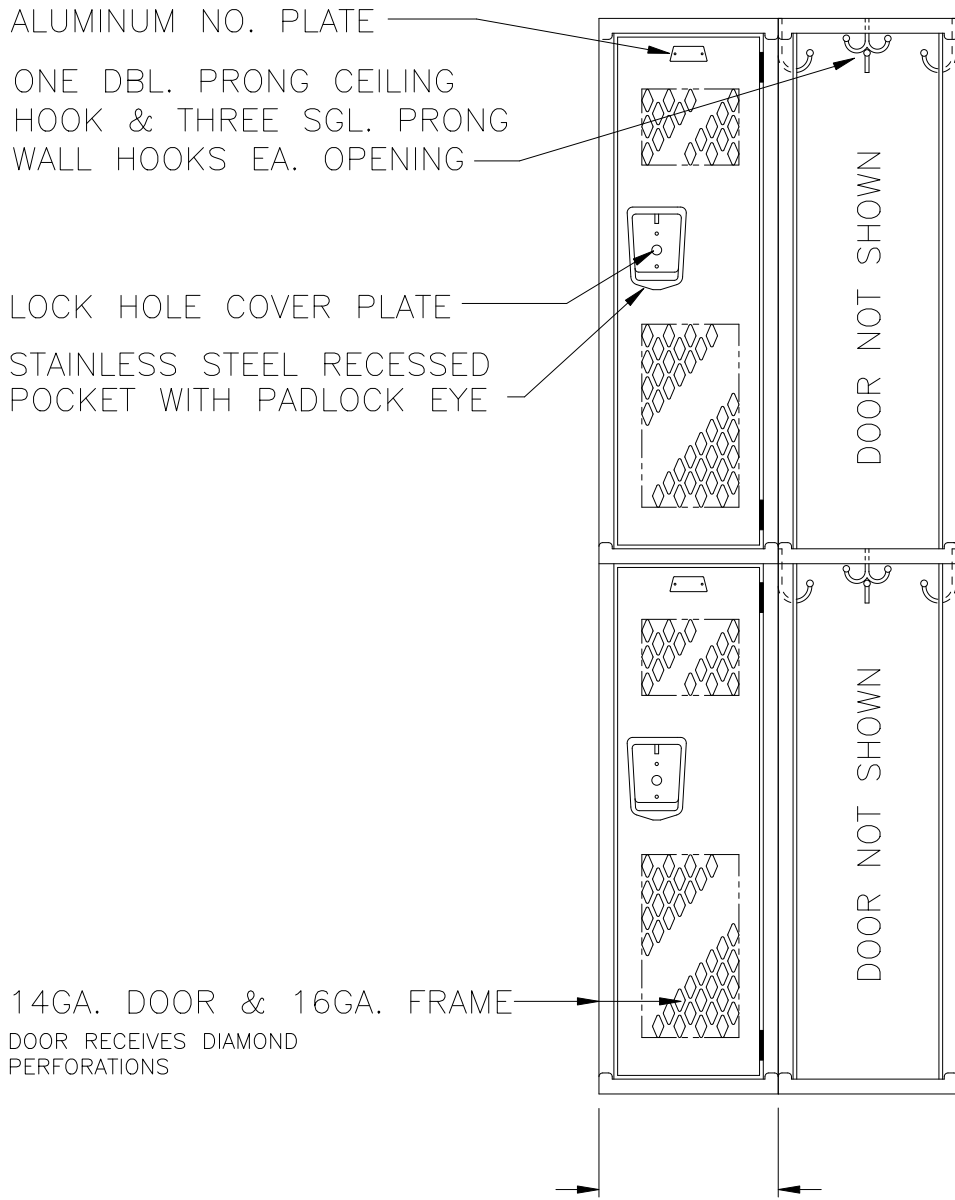 ALUMINUM NO. PLATE
ONE DBL. PRONG CEILING
HOOK & THREE SGL. PRONG
WALL HOOKS EA. OPENING
LOCK HOLE COVER PLATE
STAINLESS STEEL RECESSED
POCKET WITH PADLOCK EYE
DOOR NOT SHOWN
DOOR NOT SHOWN
14GA. DOOR & 16GA. FRAME
DOOR RECEIVES DIAMOND
PERFORATIONS